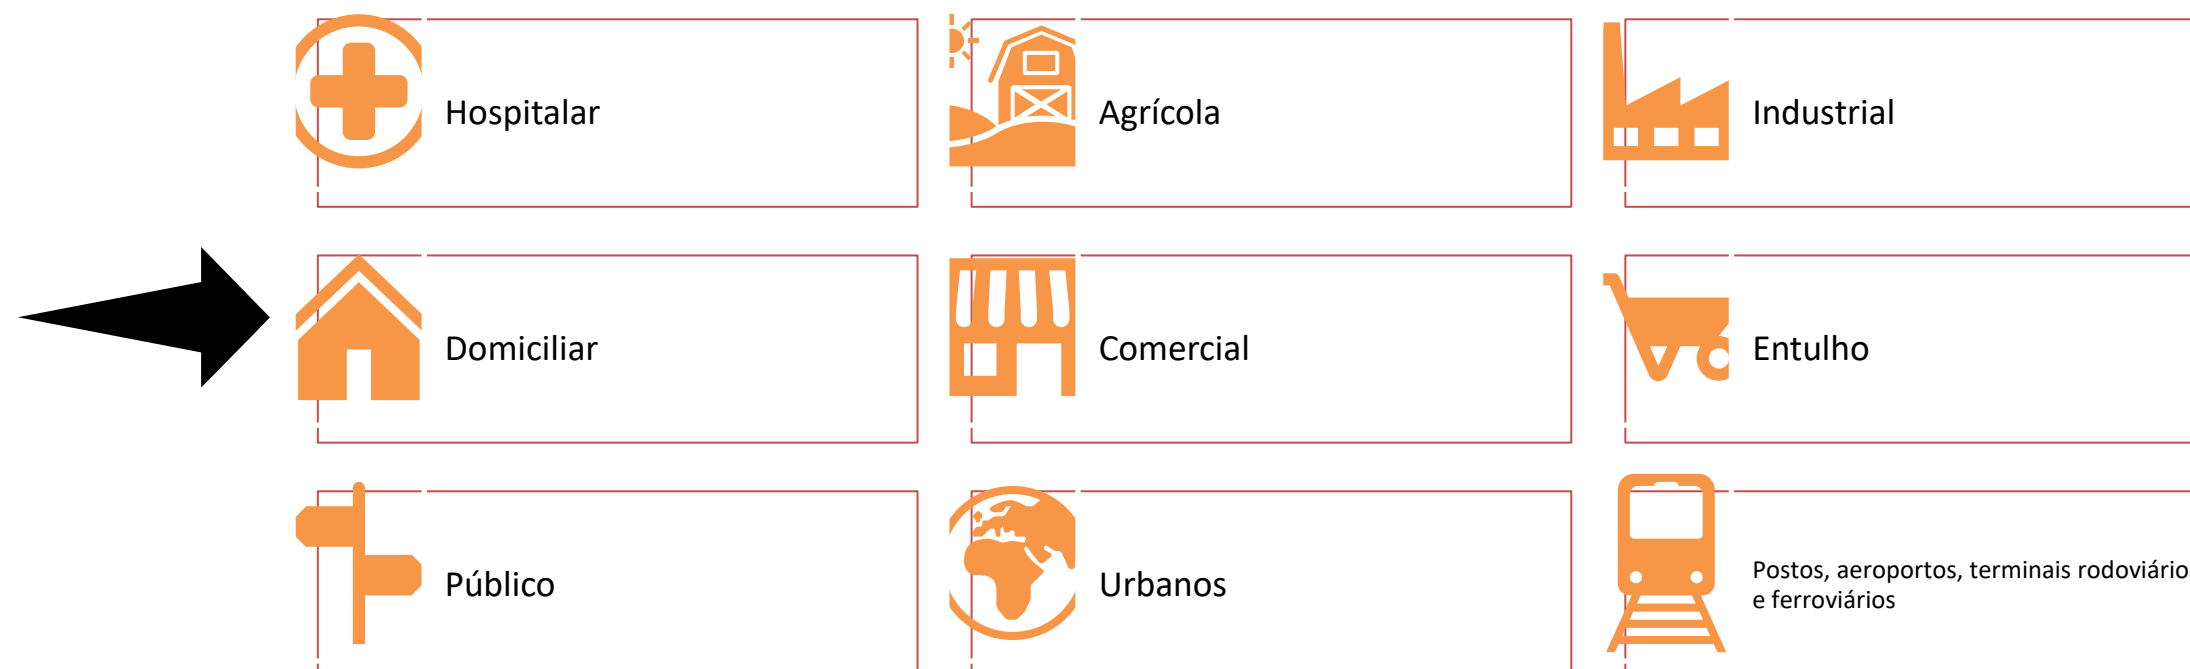 Hospitalar
Agrícola
Industrial
Domiciliar
Comercial
Entulho
Público
Urbanos
Postos, aeroportos, terminais rodoviário
e ferroviários